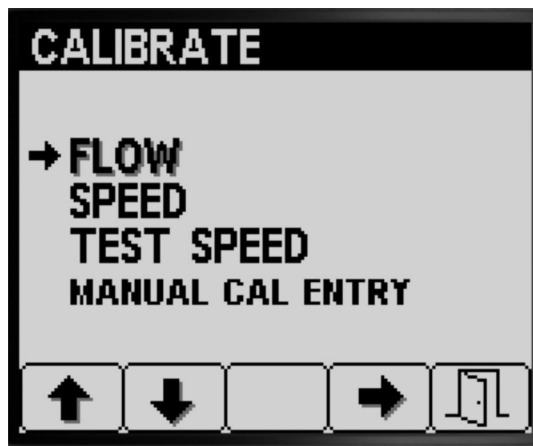 CALIBRATE
FLOW
SPEED
TEST SPEED
MANUAL CAL ENTRY